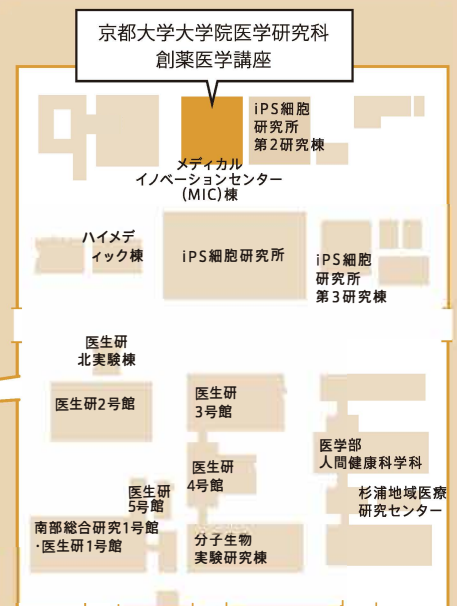 京都大学大学院医学研究科
創薬医学講座
iPS細胞
研究所
第2研究棟
メディカル
イノベーションセンター
(MIC)棟
ハイメデ
ィック棟
iPS細胞研究所
iPS細胞
研究所
第3研究棟
医生研
北実験棟
医生研2号館
医生研
3号館
医学部
人間健康科学科
医生研
4号館
医生研
5号館
杉浦地域医療
研究センター
南部総合研究1号館
・医生研1号館
分子生物
実験研究棟